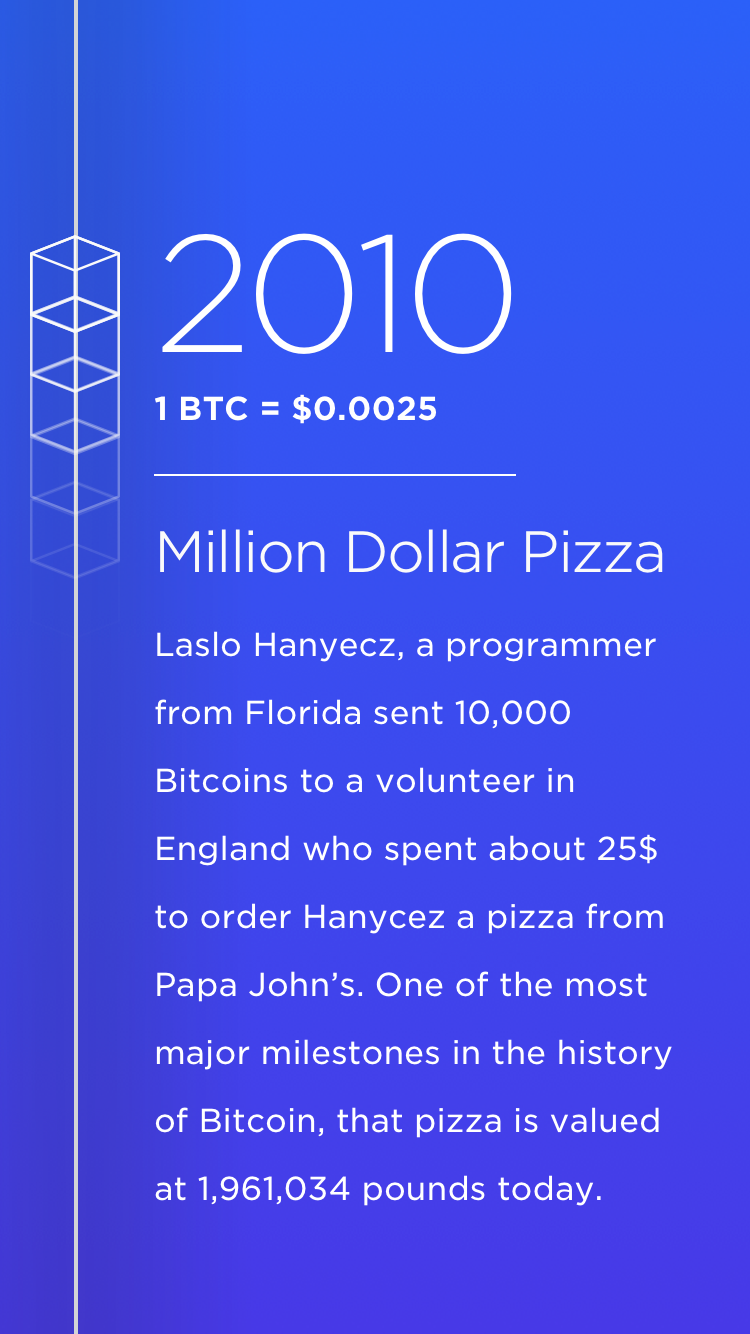 2010
1 BTC = $0.0025
Million Dollar Pizza
Laslo Hanyecz, a programmer
from Florida sent 10,000
Bitcoins to a volunteer in
England who spent about 25$
to order Hanycez a pizza from
Papa John’s. One of the most
major milestones in the history
of Bitcoin, that pizza is valued
at 1,961,034 pounds today.